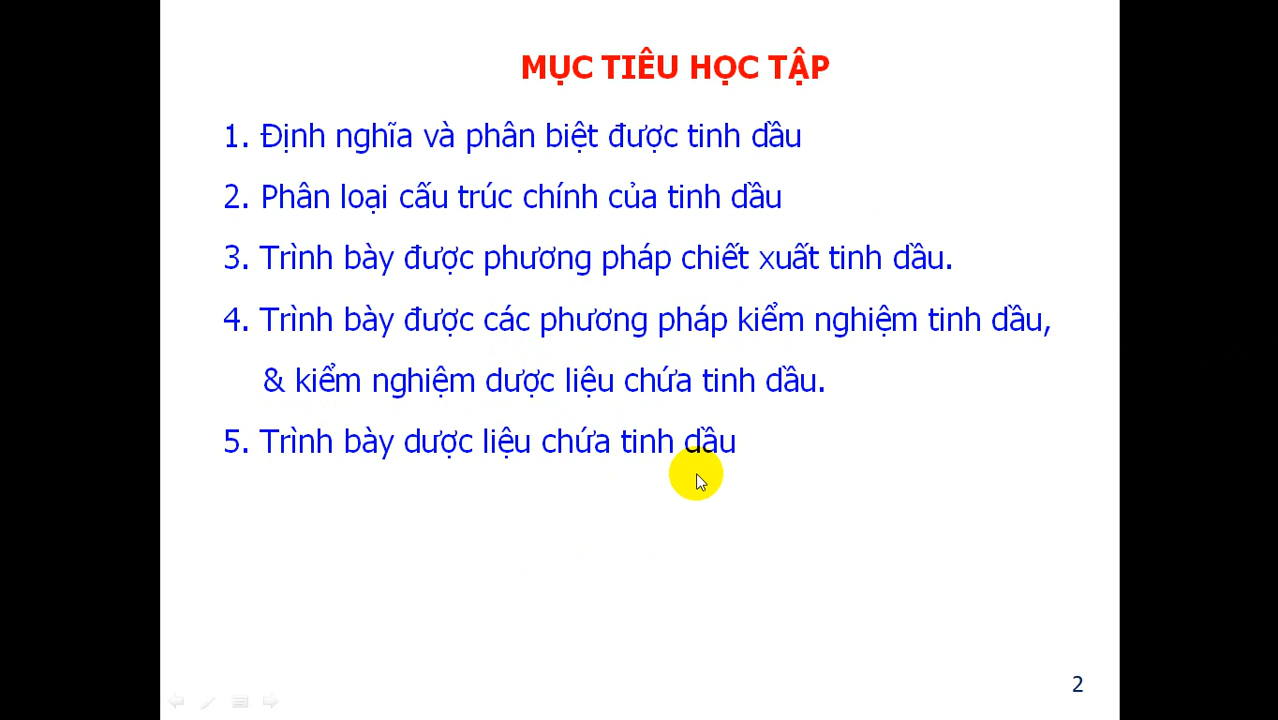 MỤC TIÊU HỌC TẬP
1. Định nghĩa và phân biệt được tinh dầu
2. Phân loại cấu trúc chính của tinh dầu
3. Trình bày được phương pháp chiết xuất tinh dầu.
4. Trình bày được các phương pháp kiểm nghiệm tinh dầu,
& kiểm nghiệm dược liệu chứa tinh dầu.
5. Trình bày dược liệu chứa tinh dầu
2